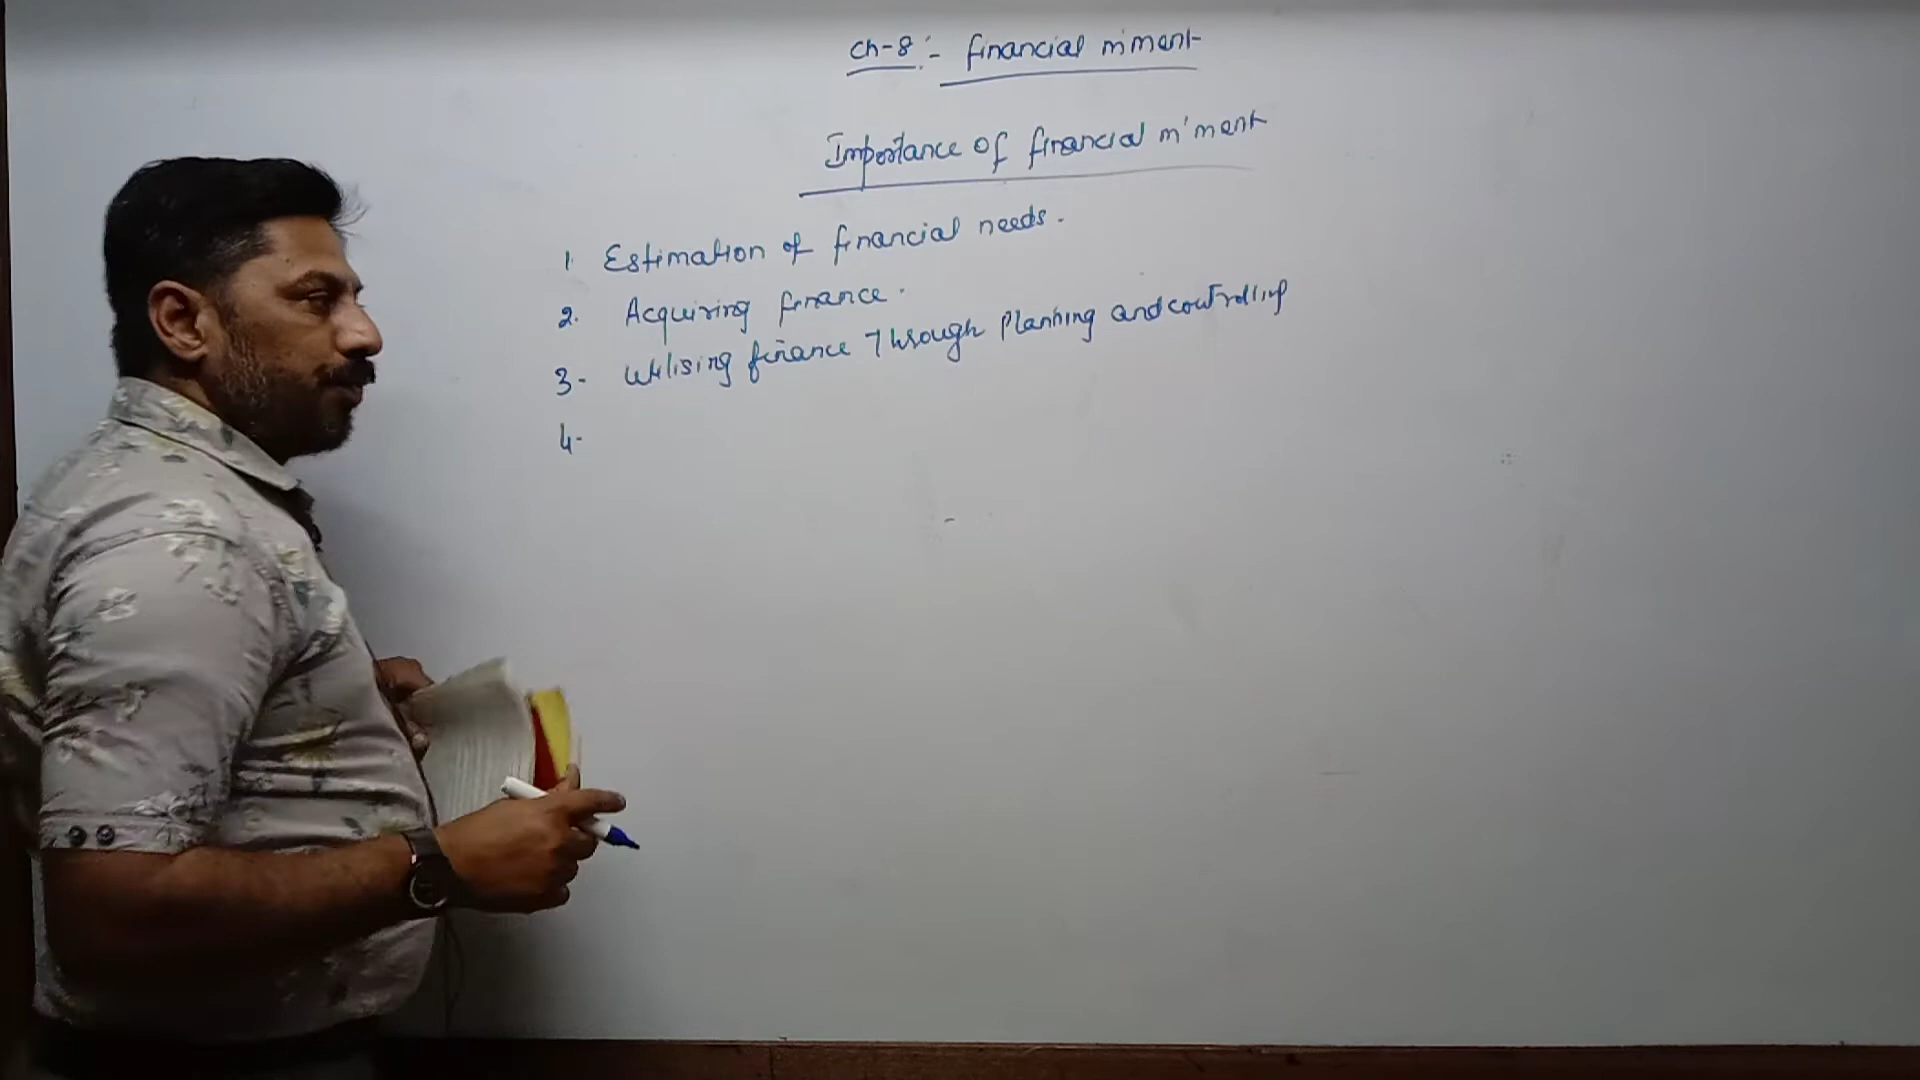 Ch-8:- financial m'ment
Importance of financial m'ment
1. Estimation of financial needs.
2. Acquiring finance.
3- Utilising finance Through planning and controlling
4-